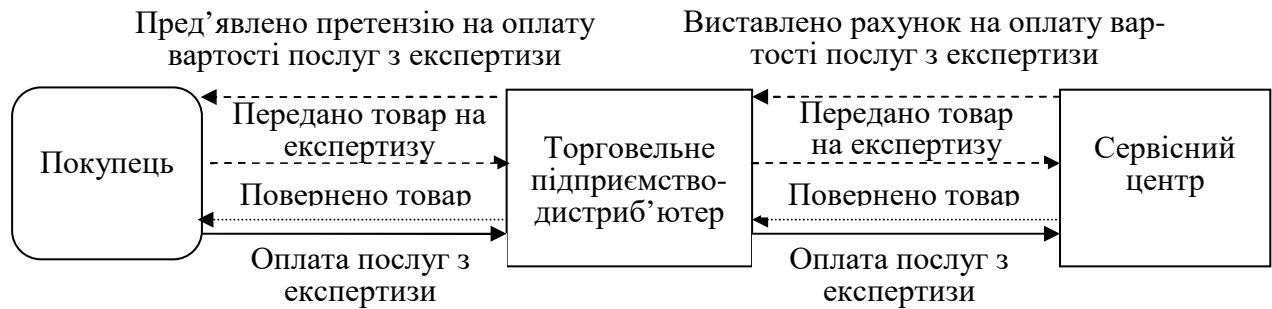 Пред’явлено претензію на оплату
вартості послуг з експертизи
Виставлено рахунок на оплату вар-
тості послуг з експертизи
Покупець
Передано товар на
експертизу
Повернено товар
Оплата послуг з
експертизи
Торговельне
підприємство-
дистриб’ютер
Передано товар
на експертизу
Повернено товар
Оплата послуг з
експертизи
Сервісний
центр